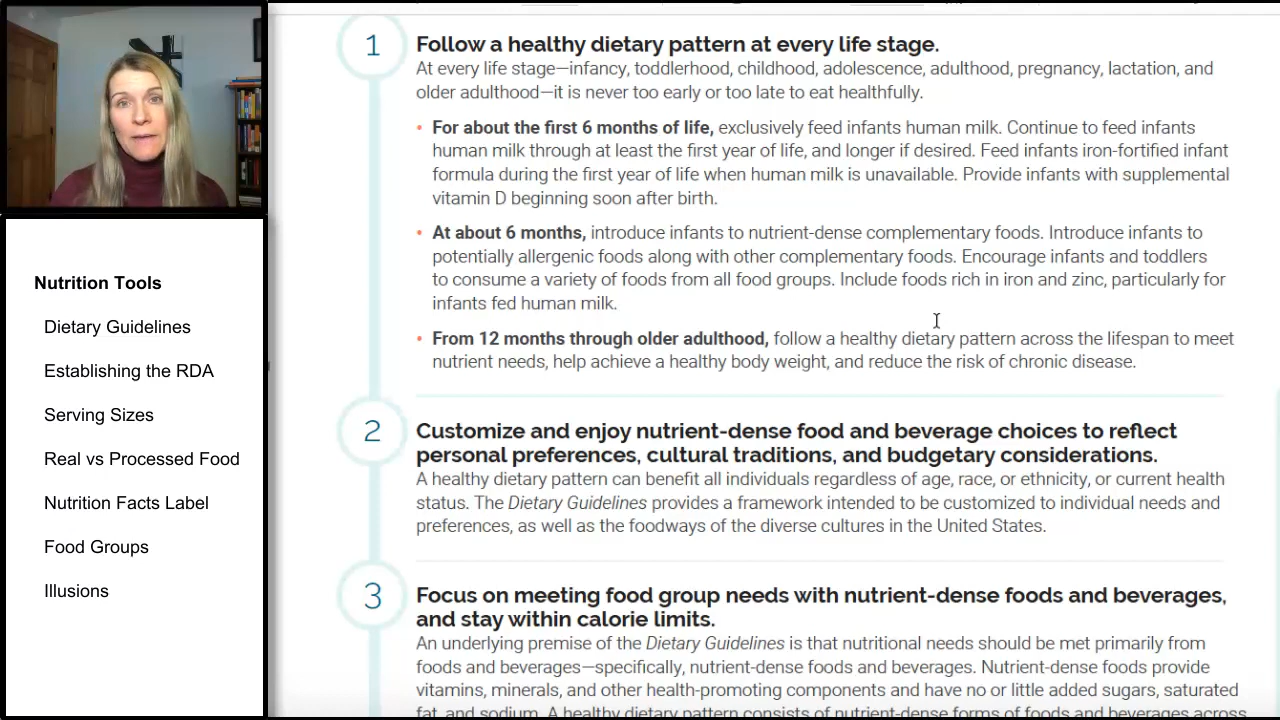 1
Follow a healthy dietary pattern at every life stage.
At every life stage—infancy, toddlerhood, childhood, adolescence, adulthood, pregnancy, lactation, and
older adulthood—it is never too early or too late to eat healthfully.
• For about the first 6 months of life, exclusively feed infants human milk. Continue to feed infants
human milk through at least the first year of life, and longer if desired. Feed infants iron-fortified infant
formula during the first year of life when human milk is unavailable. Provide infants with supplemental
vitamin D beginning soon after birth.
• At about 6 months, introduce infants to nutrient-dense complementary foods. Introduce infants to
potentially allergenic foods along with other complementary foods. Encourage infants and toddlers
to consume a variety of foods from all food groups. Include foods rich in iron and zinc, particularly for
infants fed human milk.
• From 12 months through older adulthood, follow a healthy dietary pattern across the lifespan to meet
nutrient needs, help achieve a healthy body weight, and reduce the risk of chronic disease.
2
Customize and enjoy nutrient-dense food and beverage choices to reflect
personal preferences, cultural traditions, and budgetary considerations.
A healthy dietary pattern can benefit all individuals regardless of age, race, or ethnicity, or current health
status. The Dietary Guidelines provides a framework intended to be customized to individual needs and
preferences, as well as the foodways of the diverse cultures in the United States.
3
Focus on meeting food group needs with nutrient-dense foods and beverages,
and stay within calorie limits.
An underlying premise of the Dietary Guidelines is that nutritional needs should be met primarily from
foods and beverages—specifically, nutrient-dense foods and beverages. Nutrient-dense foods provide
vitamins, minerals, and other health-promoting components and have no or little added sugars, saturated
fat, and sodium. A healthy dietary pattern consists of nutrient-dense forms of foods and beverages across
Nutrition Tools
Dietary Guidelines
Establishing the RDA
Serving Sizes
Real vs Processed Food
Nutrition Facts Label
Food Groups
Illusions